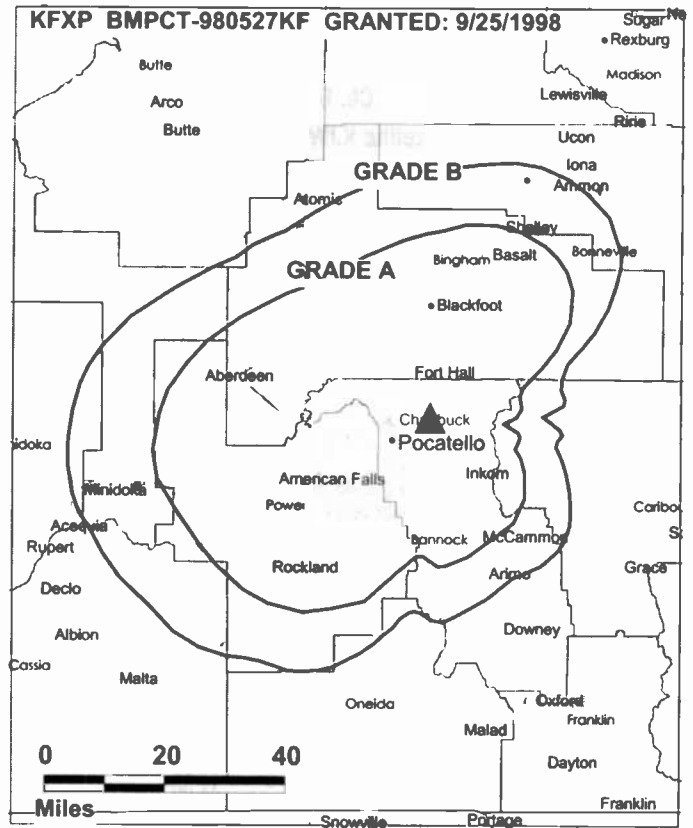 KFXP BMPCT-980527KF GRANTED: 9/25/1998
Sugar
Rexburg
Butte
Madison
Arco
Lewisville
Butte
Ririe
Ucon
Iona
GRADE B
Ammon
Atomic
Shelley
Bonneville
Basalt
Bingham
GRADE A
Blackfoot
Fort Hall
Aberdeen
Pocatello
idoka
Inkom
American Falls
Minidoka
Power
Caribou
Acequia
McCammon
Bannock
Rupert
Rockland
Grace
Arimo
Declo
Downey
Albion
Cassia
Malta
Oneida
Oxford
Franklin
Malad
0 20 40
Dayton
Miles
Franklin
Snowville
Portage